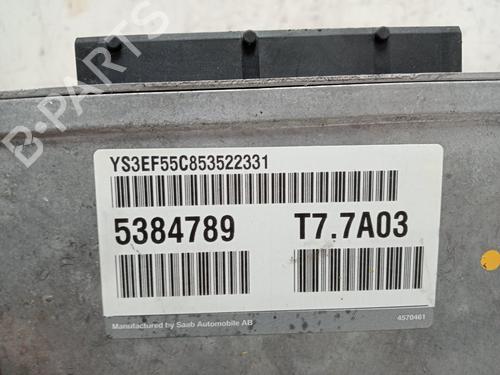 YS3EF55C853522331
5384789 T7.7A03
Manufactured by Saab Automobile AB 4570461
B-PARTS